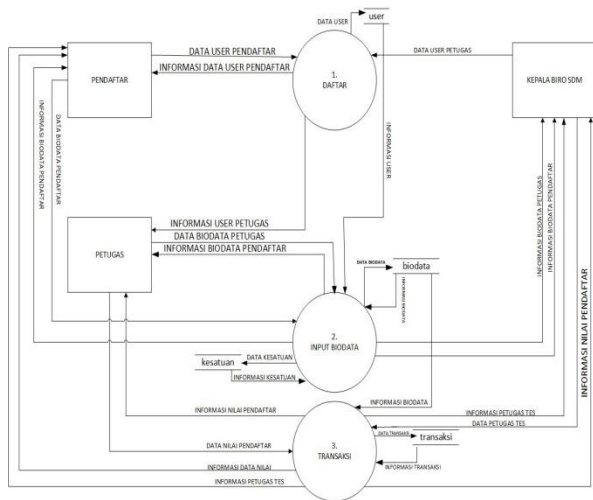 DATA USER
user
DATA USER PENDAFTAR
DATA USER PETUGAS
INFORMASI DATA USER PENDAFTAR
PENDAFTAR
1.
DAFTAR
KEPALA BIRO SDM
INFORMASI BIODATA PENDAFTAR
DATA BIODATA PENDAFTAR
INFORMASI USER
INFORMASI BIODATA PETUGAS
INFORMASI BIODATA PENDAFTAR
INFORMASI NILAI PENDAFTAR
INFORMASI USER PETUGAS
DATA BIODATA PETUGAS
INFORMASI BIODATA PENDAFTAR
PETUGAS
DATA BIODATA
biodata
INFORMASI BIODATA
2.
INPUT BIODATA
kesatuan
DATA KESATUAN
INFORMASI KESATUAN
INFORMASI BIODATA
INFORMASI NILAI PENDAFTAR
INFORMASI PETUGAS TES
DATA PETUGAS TES
DATA TRANSAKSI
transaksi
DATA NILAI PENDAFTAR
3.
TRANSAKSI
INFORMASI DATA NILAI
INFORMASI TRANSAKSI
INFORMASI PETUGAS TES